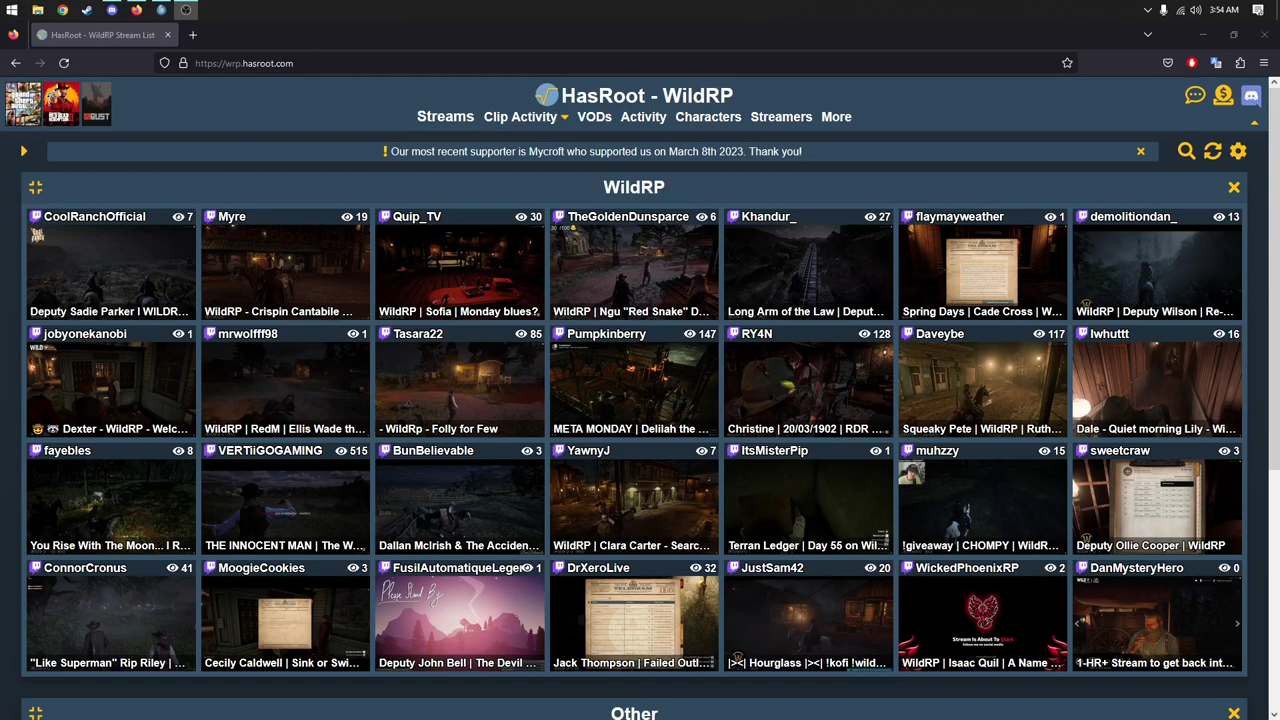 3:54 AM
HasRoot - WildRP Stream List
https://wrp.hasroot.com
HasRoot - WildRP
Streams Clip Activity VODs Activity Characters Streamers More
Our most recent supporter is Mycroft who supported us on March 8th 2023. Thank you!
WildRP
CoolRanchOfficial 7 Myre 19 Quip_TV 30 TheGoldenDunsparce 6 Khandur_ 27 flaymayweather 1 demolitiondan_ 13
Deputy Sadie Parker I WILDR... WildRP - Crispin Cantabile ... WildRP | Sofia | Monday blues? WildRP | Ngu "Red Snake" D... Long Arm of the Law | Deput... Spring Days | Cade Cross | W... WildRP | Deputy Wilson | Re-...
jobyonekanobi 1 mrwolfff98 1 Tasara22 85 Pumpkinberry 147 RY4N 128 Daveybe 117 lwhuttt 16
🤠 🦝 Dexter - WildRP - Welc... WildRP | RedM | Ellis Wade th... - WildRp - Folly for Few META MONDAY | Delilah the ... Christine | 20/03/1902 | RDR ... Squeaky Pete | WildRP | Ruth... Dale - Quiet morning Lily - Wi...
fayebles 8 VERTiiGOGAMING 515 BunBelievable 3 YawnyJ 7 ItsMisterPip 1 muhzzy 15 sweetcraw 3
You Rise With The Moon... I R... THE INNOCENT MAN | The W... Dallan McIrish & The Acciden... WildRP | Clara Carter - Searc... Terran Ledger | Day 55 on Wil... !giveaway | CHOMPY | WildR... Deputy Ollie Cooper | WildRP
ConnorCronus 41 MoogieCookies 3 FusilAutomatiqueLeger 1 DrXeroLive 32 JustSam42 20 WickedPhoenixRP 2 DanMysteryHero 0
Please Stand By
Stream Is About To Start
"Like Superman" Rip Riley | ... Cecily Caldwell | Sink or Swi... Deputy John Bell | The Devil ... Jack Thompson | Failed Outl... |><| Hourglass |><| !kofi !wild... WildRP | Isaac Quil | A Name ... 1-HR+ Stream to get back int...
Other